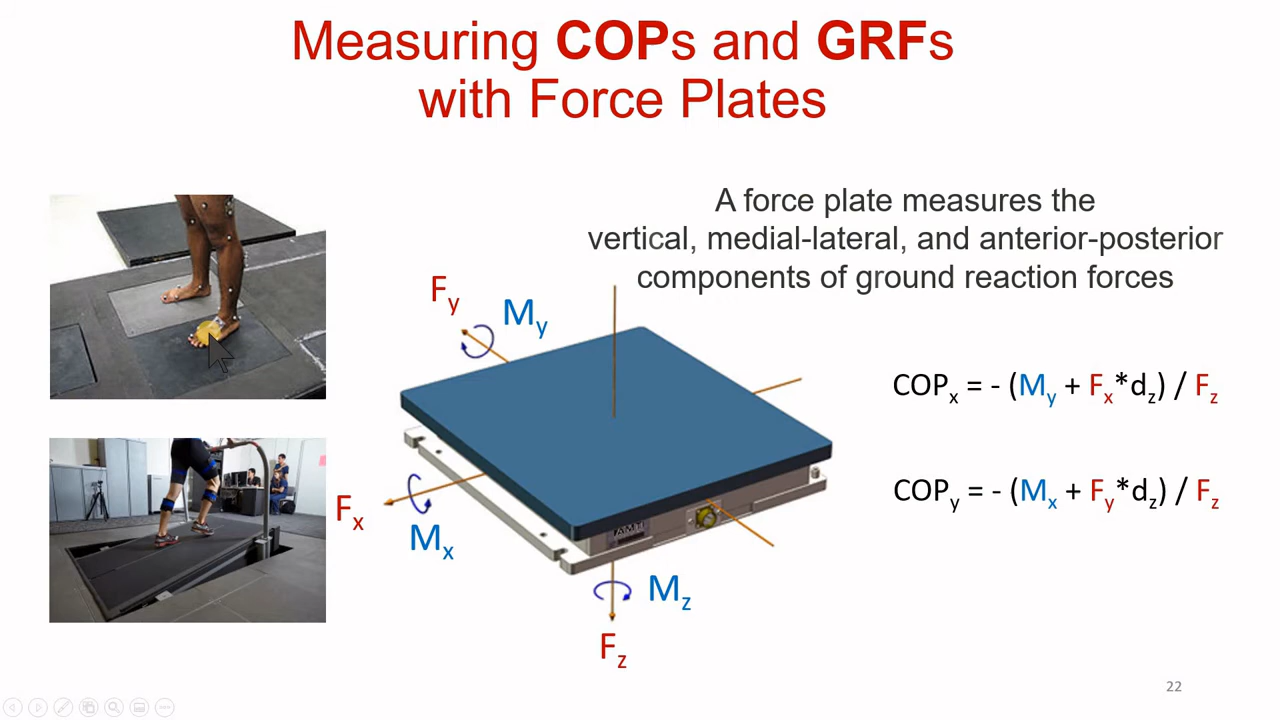 Measuring COPs and GRFs
with Force Plates
A force plate measures the
vertical, medial-lateral, and anterior-posterior
components of ground reaction forces
Fy
My
COPx = - (My + Fx*dz) / Fz
COPy = - (Mx + Fy*dz) / Fz
Fx
Mx
AMTI
Mz
Fz
22